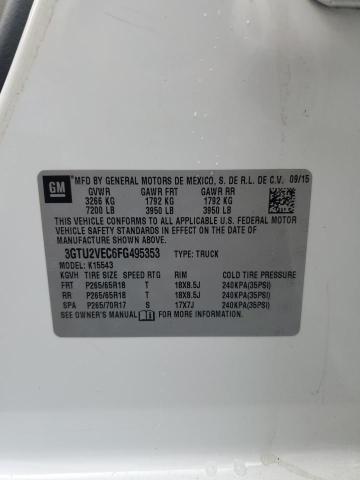 GM
MFD BY GENERAL MOTORS DE MEXICO, S. DE R.L. DE C.V. 09/15
GVWR GAWR FRT GAWR RR
3266 KG 1792 KG 1792 KG
7200 LB 3950 LB 3950 LB
THIS VEHICLE CONFORMS TO ALL APPLICABLE U.S. FEDERAL MOTOR
VEHICLE SAFETY STANDARDS IN EFFECT ON THE DATE OF
MANUFACTURE SHOWN ABOVE.
3GTU2VEC6FG495353 TYPE: TRUCK
MODEL: K15543
KGVH TIRE SIZE SPEED RTG RIM COLD TIRE PRESSURE
FRT P265/65R18 T 18X8.5J 240KPA(35PSI)
RR P265/65R18 T 18X8.5J 240KPA(35PSI)
SPA P265/70R17 S 17X7J 240KPA(35PSI)
SEE OWNER'S MANUAL FOR MORE INFORMATION.